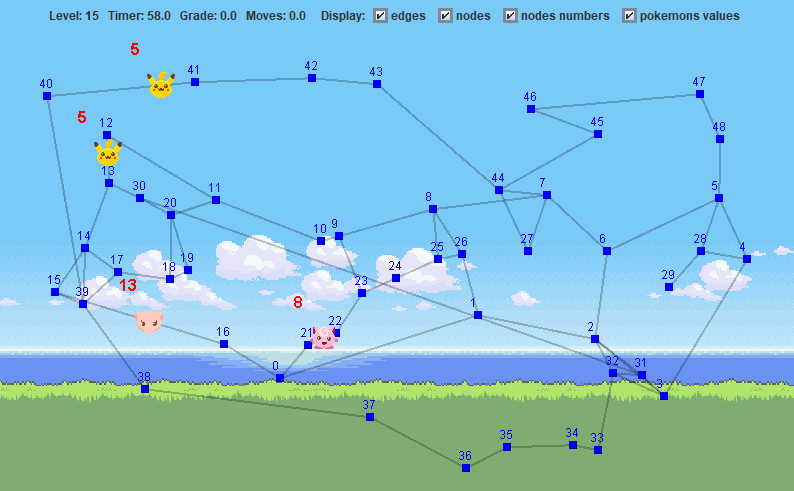 Level: 15 Timer: 58.0 Grade: 0.0 Moves: 0.0 Display: edges nodes nodes numbers pokemons values
5
40 41 42 43
46 47
5
12 45 48
13 30 20 11 44 7 5
8
10 9
14 25 26 6 28 4
15 17 18 19 24 27
39 13 23 29
8 1
16 21 22 2
0 32 31 3
38
37
36 35 34 33